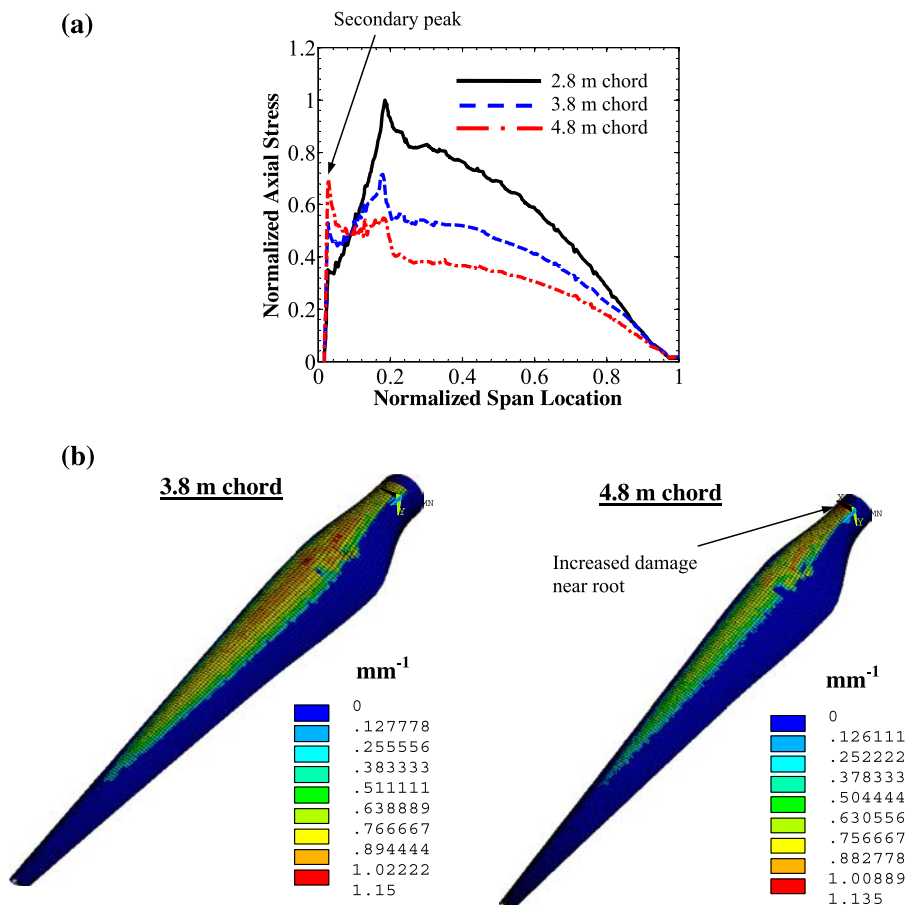 (a)
Secondary peak
1.2
1
0.8
0.6
0.4
0.2
0
Normalized Axial Stress
2.8 m chord
3.8 m chord
4.8 m chord
0
0.2
0.4
0.6
0.8
1
Normalized Span Location
(b)
3.8 m chord
Y
MN
mm-1
0
.127778
.255556
.383333
.511111
.638889
.766667
.894444
1.02222
1.15
4.8 m chord
X
Y
MN
Increased damage
near root
mm-1
0
.126111
.252222
.378333
.504444
.630556
.756667
.882778
1.00889
1.135